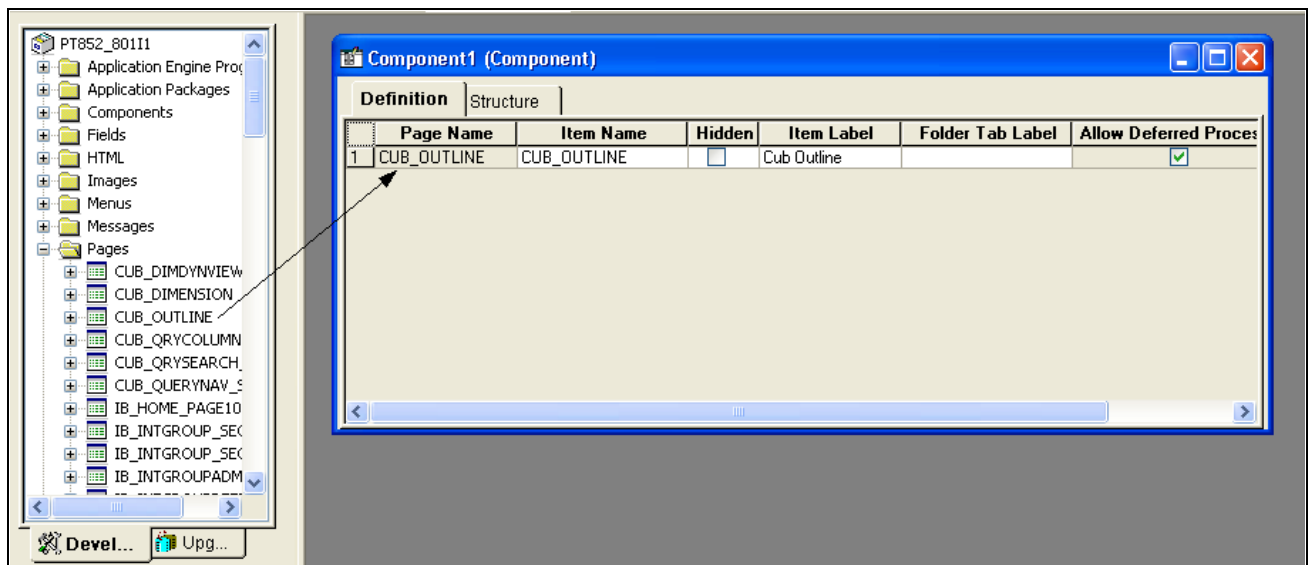 PT852_801I1
Application Engine Prog
Application Packages
Components
Fields
HTML
Images
Menus
Messages
Pages
CUB_DIMDYNVIEW
CUB_DIMENSION
CUB_OUTLINE
CUB_QRYCOLUMN
CUB_QRYSEARCH_
CUB_QUERYNAV_S
IB_HOME_PAGE10
IB_INTGROUP_SEC
IB_INTGROUP_SEC
IB_INTGROUPADM
Devel...
Upg...
Component1 (Component)
Definition Structure
Page Name Item Name Hidden Item Label Folder Tab Label Allow Deferred Proces
1 CUB_OUTLINE CUB_OUTLINE Cub Outline